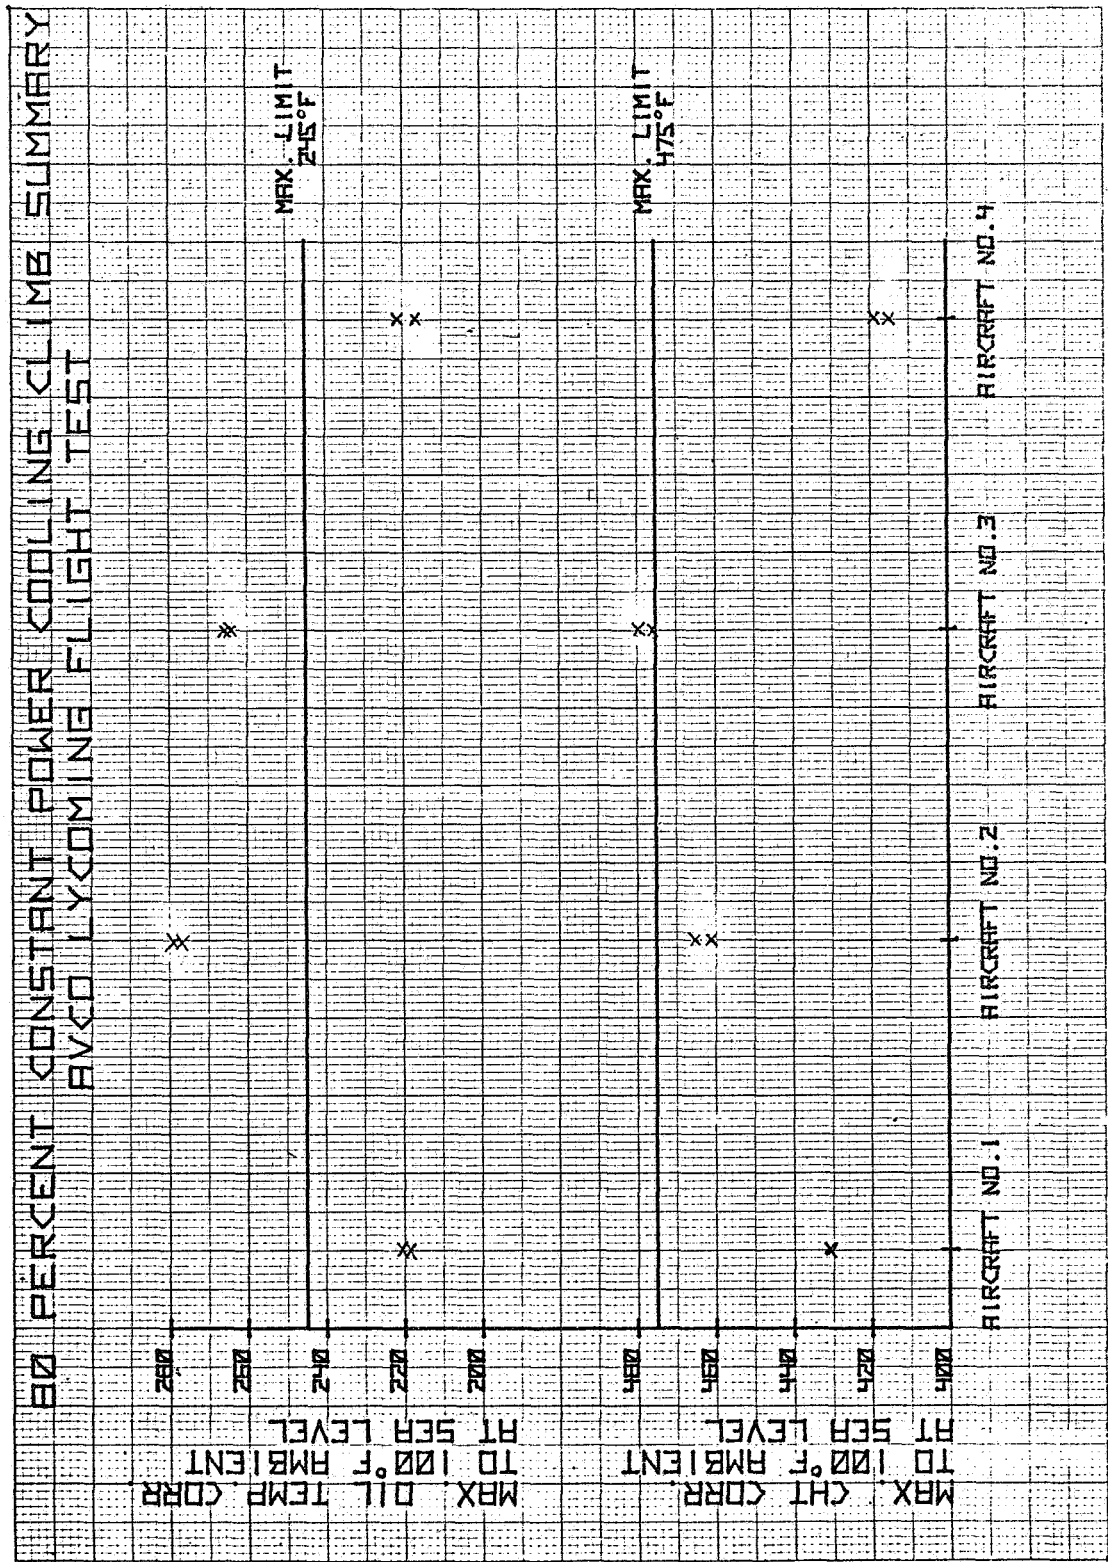 80 PERCENT CONSTANT POWER COOLING CLIMB SUMMARY
AVCO LYCOMING FLIGHT TEST
MAX. OIL TEMP. CORR.
TO 100°F AMBIENT
AT SEA LEVEL
280
260
240
220
200
MAX. LIMIT
245°F
MAX. CHT CORR.
TO 100°F AMBIENT
AT SEA LEVEL
480
460
440
420
400
MAX. LIMIT
475°F
AIRCRAFT NO.1
AIRCRAFT NO.2
AIRCRAFT NO.3
AIRCRAFT NO.4